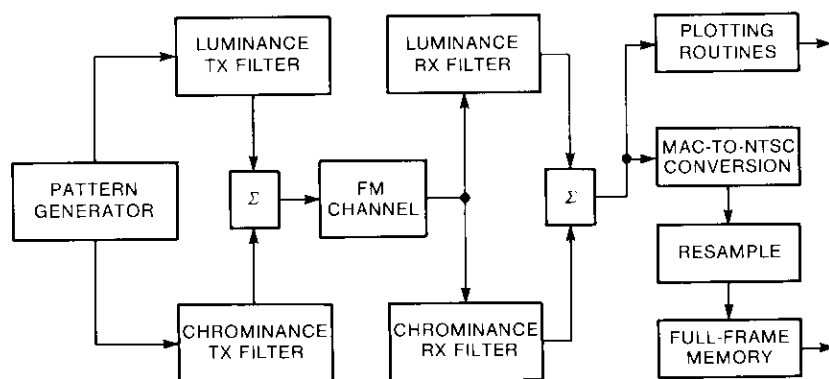 LUMINANCE
TX FILTER
LUMINANCE
RX FILTER
PLOTTING
ROUTINES
PATTERN
GENERATOR
Σ
FM
CHANNEL
Σ
MAC-TO-NTSC
CONVERSION
RESAMPLE
CHROMINANCE
TX FILTER
CHROMINANCE
RX FILTER
FULL-FRAME
MEMORY